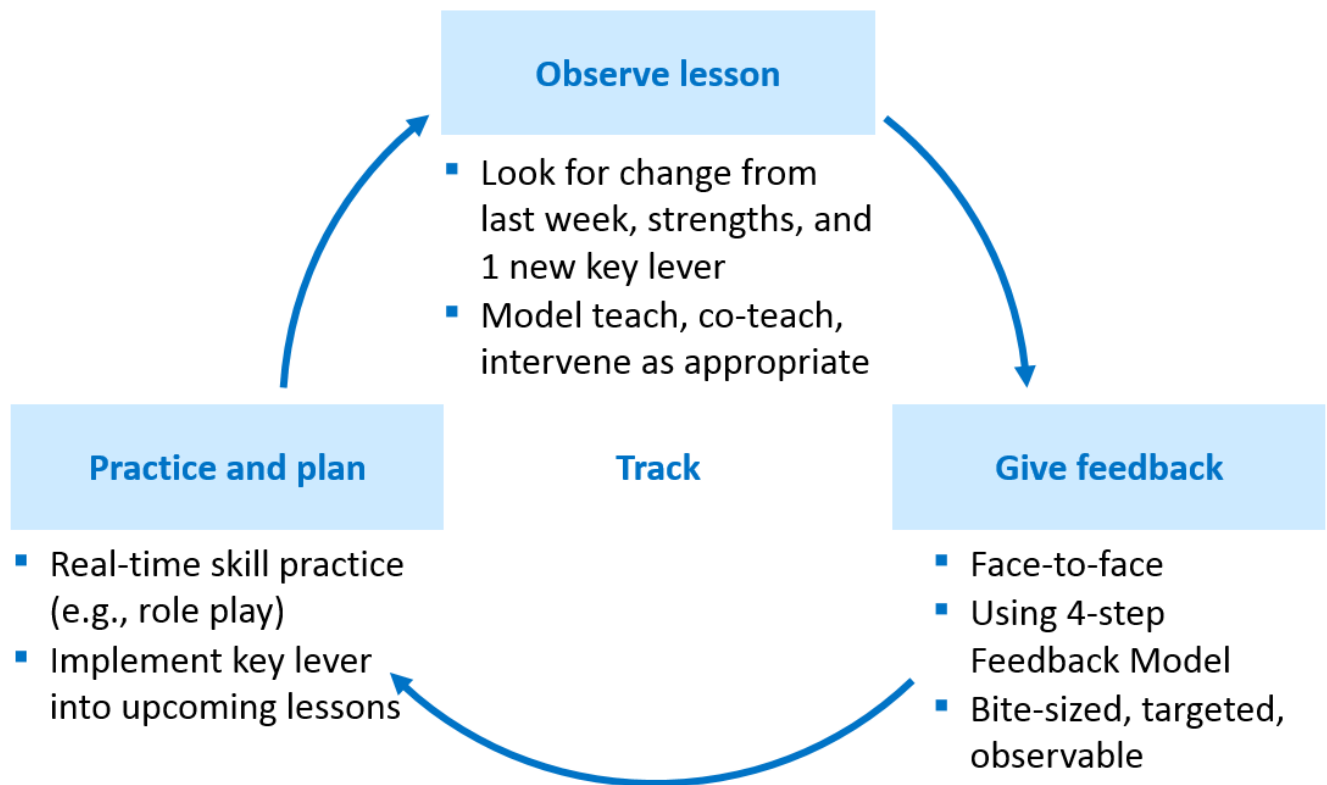 Observe lesson
▪ Look for change from
last week, strengths, and
1 new key lever
▪ Model teach, co-teach,
intervene as appropriate
Practice and plan
Track
Give feedback
▪ Real-time skill practice
(e.g., role play)
▪ Implement key lever
into upcoming lessons
▪ Face-to-face
▪ Using 4-step
Feedback Model
▪ Bite-sized, targeted,
observable